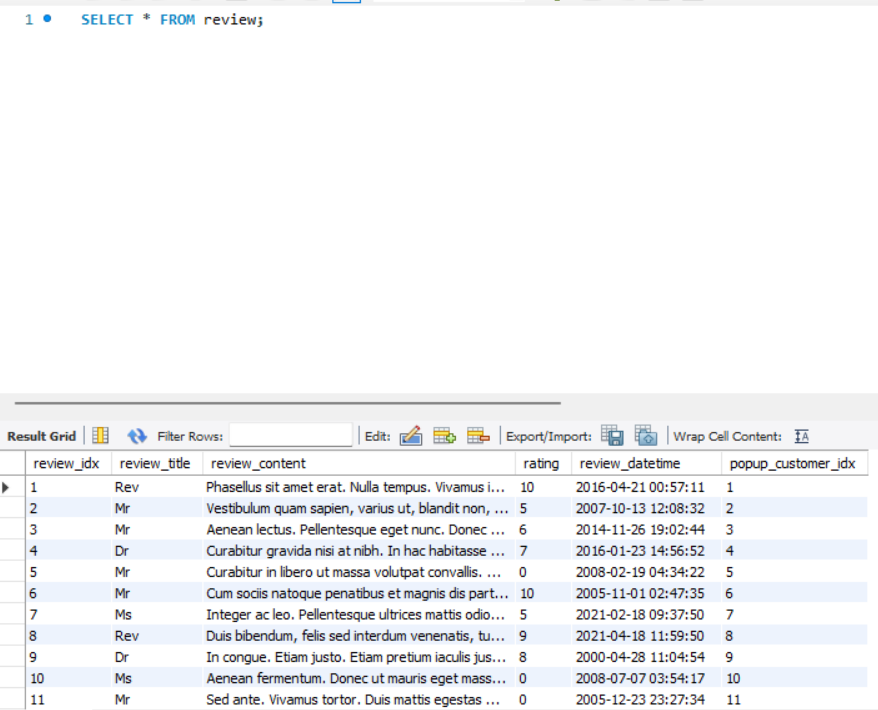 1 SELECT * FROM review;
Result Grid Filter Rows: Edit: Export/Import: Wrap Cell Content:
review_idx review_title review_content rating review_datetime popup_customer_idx
1 Rev Phasellus sit amet erat. Nulla tempus. Vivamus i... 10 2016-04-21 00:57:11 1
2 Mr Vestibulum quam sapien, varius ut, blandit non, ... 5 2007-10-13 12:08:32 2
3 Mr Aenean lectus. Pellentesque eget nunc. Donec ... 6 2014-11-26 19:02:44 3
4 Dr Curabitur gravida nisi at nibh. In hac habitasse ... 7 2016-01-23 14:56:52 4
5 Mr Curabitur in libero ut massa volutpat convallis. ... 0 2008-02-19 04:34:22 5
6 Mr Cum sociis natoque penatibus et magnis dis part... 10 2005-11-01 02:47:35 6
7 Ms Integer ac leo. Pellentesque ultrices mattis odio... 5 2021-02-18 09:37:50 7
8 Rev Duis bibendum, felis sed interdum venenatis, tu... 9 2021-04-18 11:59:50 8
9 Dr In congue. Etiam justo. Etiam pretium iaculis jus... 8 2000-04-28 11:04:54 9
10 Ms Aenean fermentum. Donec ut mauris eget mass... 0 2008-07-07 03:54:17 10
11 Mr Sed ante. Vivamus tortor. Duis mattis egestas ... 0 2005-12-23 23:27:34 11